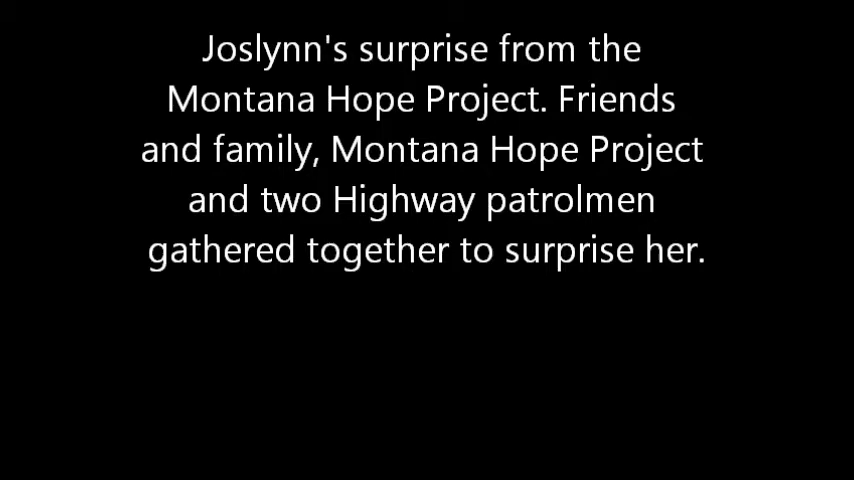 Joslynn's surprise from the
Montana Hope Project. Friends
and family, Montana Hope Project
and two Highway patrolmen
gathered together to surprise her.